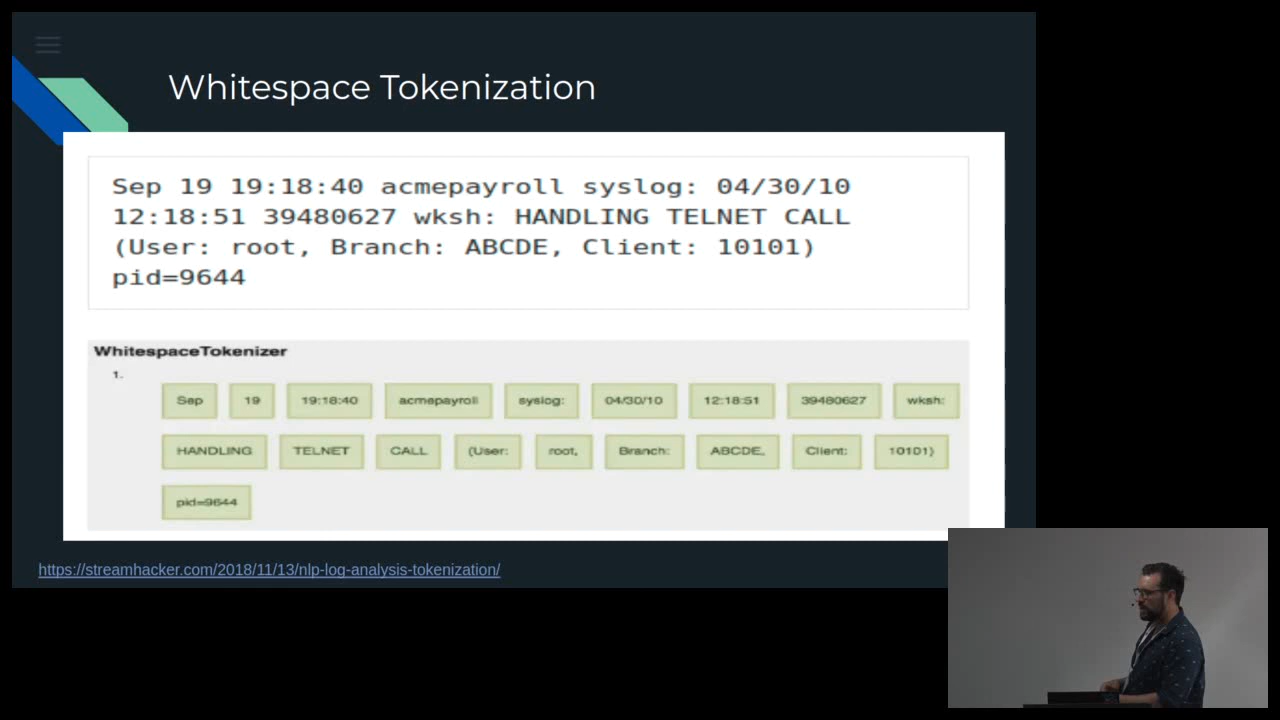 Whitespace Tokenization
Sep 19 19:18:40 acmepayroll syslog: 04/30/10
12:18:51 39480627 wksh: HANDLING TELNET CALL
(User: root, Branch: ABCDE, Client: 10101)
pid=9644
WhitespaceTokenizer
1.
Sep 19 19:18:40 acmepayroll syslog: 04/30/10 12:18:51 39480627 wksh:
HANDLING TELNET CALL (User: root, Branch: ABCDE, Client: 10101)
pid=9644
https://streamhacker.com/2018/11/13/nlp-log-analysis-tokenization/